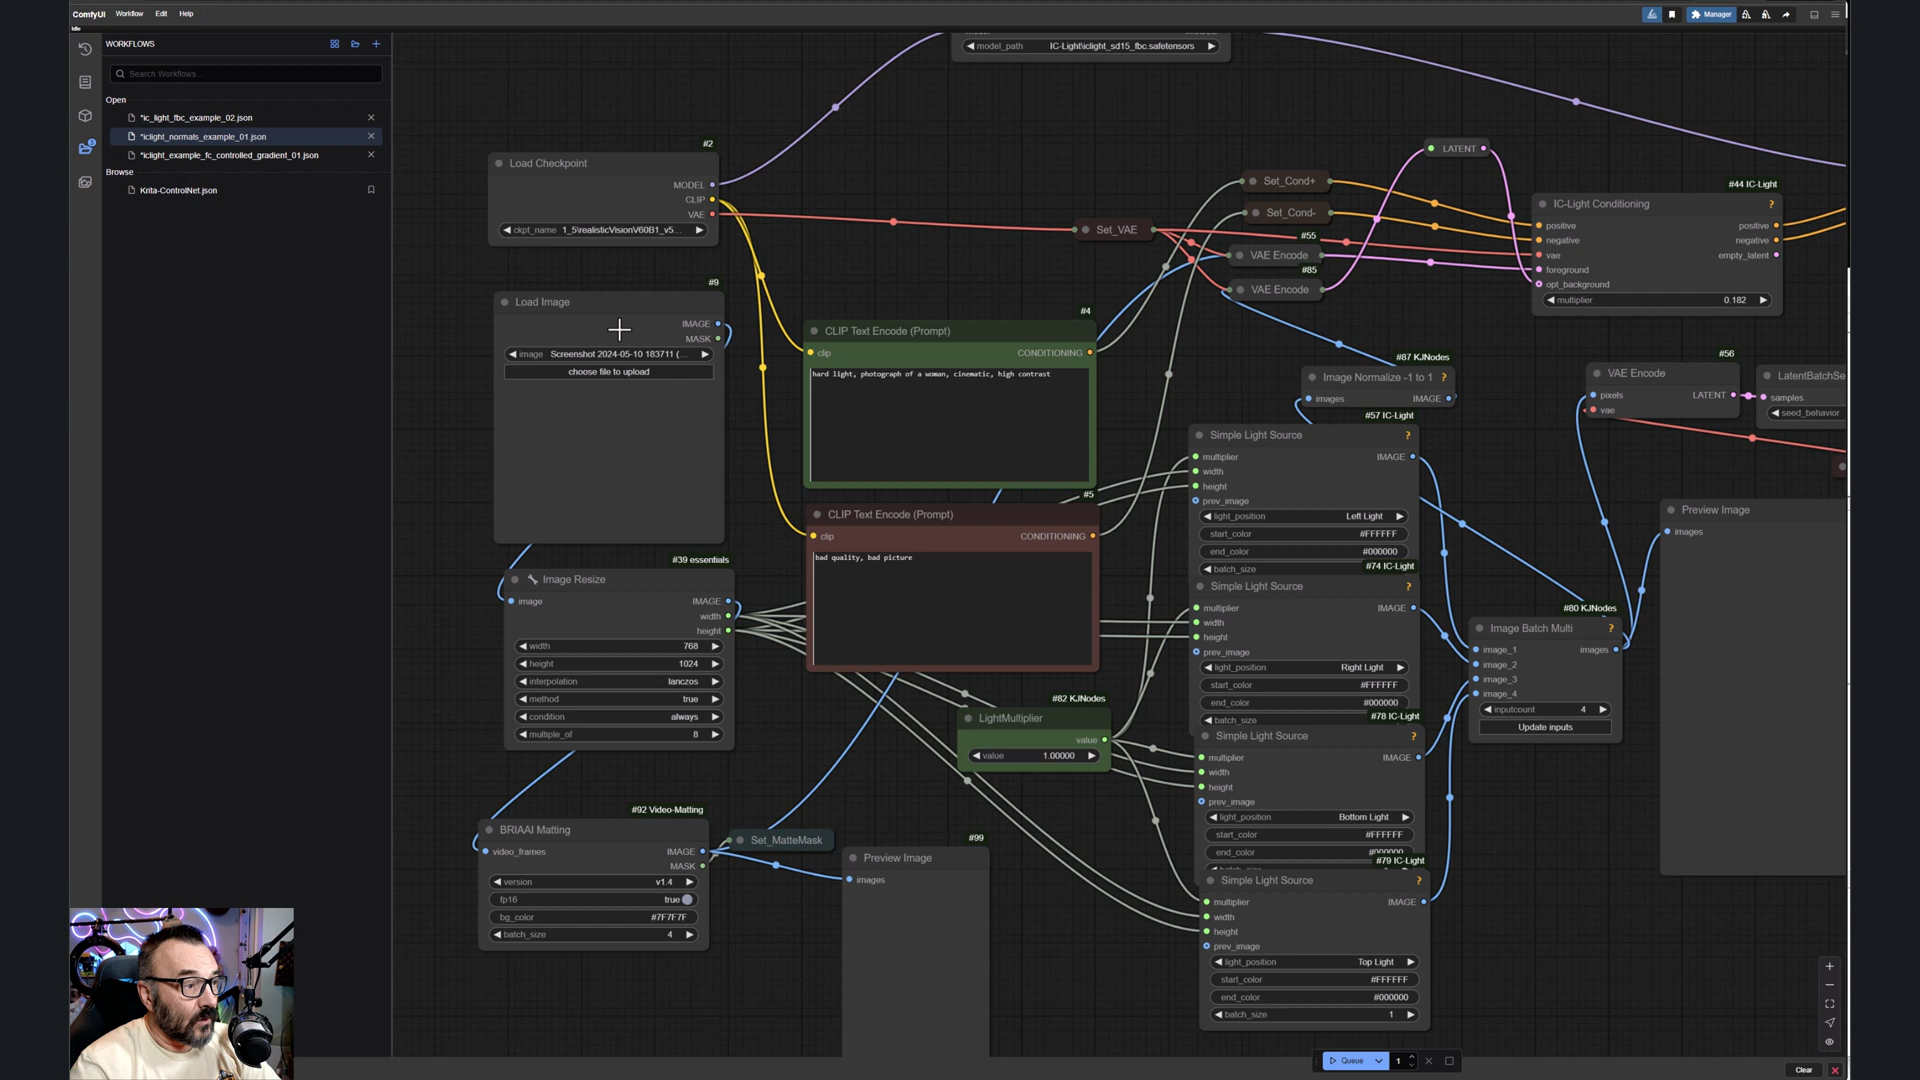 ComfyUI Workflow Edit Help
Manager
Idle
WORKFLOWS
Search Workflows...
Open
*ic_light_fbc_example_02.json
*iclight_normals_example_01.json
*iclight_example_fc_controlled_gradient_01.json
Browse
Krita-ControlNet.json
model_path IC-Light\iclight_sd15_fbc.safetensors
#2
Load Checkpoint
MODEL
CLIP
VAE
ckpt_name 1_5\realisticVisionV60B1_v5...
#9
Load Image
IMAGE
MASK
image Screenshot 2024-05-10 183711 (...
choose file to upload
#39 essentials
Image Resize
image IMAGE
width
height
width 768
height 1024
interpolation lanczos
method true
condition always
multiple_of 8
#92 Video-Matting
BRIAAI Matting
video_frames IMAGE
MASK
version v1.4
fp16 true
bg_color #7F7F7F
batch_size 4
Set_MatteMask
#99
Preview Image
images
#4
CLIP Text Encode (Prompt)
clip CONDITIONING
hard light, photograph of a woman, cinematic, high contrast
#5
CLIP Text Encode (Prompt)
clip CONDITIONING
bad quality, bad picture
#82 KJNodes
LightMultiplier
value
value 1.00000
Set_VAE
Set_Cond+
Set_Cond-
#55
VAE Encode
#85
VAE Encode
LATENT
#44 IC-Light
IC-Light Conditioning ?
positive positive
negative negative
vae empty_latent
foreground
opt_background
multiplier 0.182
#87 KJNodes
Image Normalize -1 to 1 ?
images IMAGE
#57 IC-Light
Simple Light Source ?
multiplier IMAGE
width
height
prev_image
light_position Left Light
start_color #FFFFFF
end_color #000000
batch_size
#74 IC-Light
Simple Light Source ?
multiplier IMAGE
width
height
prev_image
light_position Right Light
start_color #FFFFFF
end_color #000000
batch_size
#78 IC-Light
Simple Light Source ?
multiplier IMAGE
width
height
prev_image
light_position Bottom Light
start_color #FFFFFF
end_color #000000
#79 IC-Light
Simple Light Source ?
multiplier IMAGE
width
height
prev_image
light_position Top Light
start_color #FFFFFF
end_color #000000
batch_size 1
#80 KJNodes
Image Batch Multi ?
image_1 images
image_2
image_3
image_4
inputcount 4
Update inputs
#56
VAE Encode
pixels LATENT
vae
LatentBatchSe
samples
seed_behavior
Preview Image
images
Queue 1
Clear